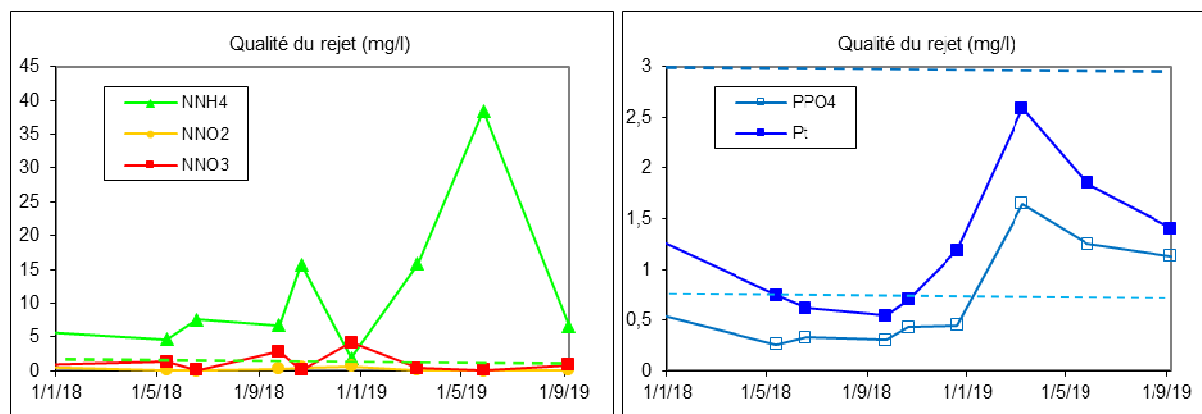 Qualité du rejet (mg/l)
45
40
35
30
25
20
15
10
5
0
NNH4
NNO2
NNO3
1/1/18 1/5/18 1/9/18 1/1/19 1/5/19 1/9/19
Qualité du rejet (mg/l)
3
2,5
2
1,5
1
0,5
0
PPO4
Pt
1/1/18 1/5/18 1/9/18 1/1/19 1/5/19 1/9/19